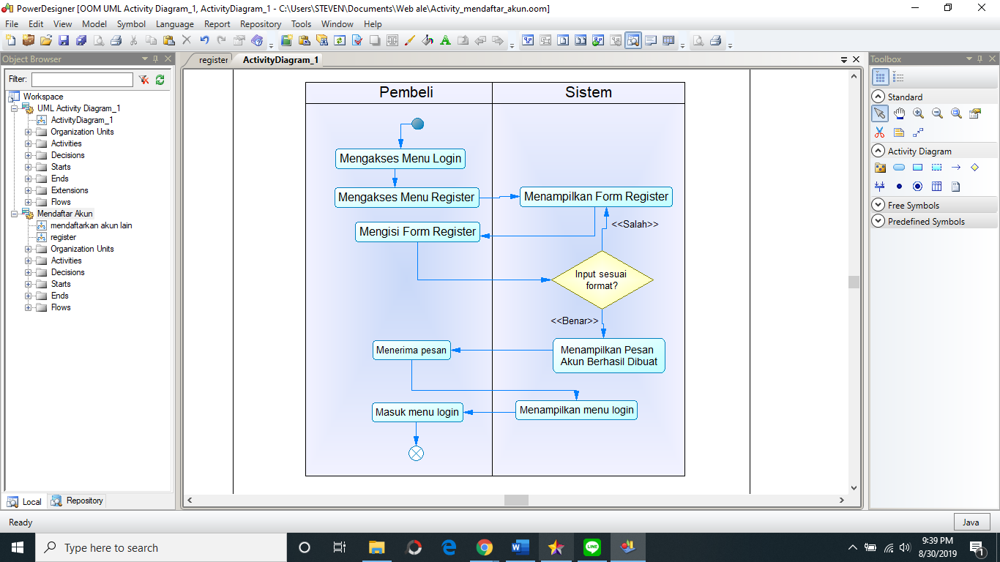 PowerDesigner [OOM UML Activity Diagram_1, ActivityDiagram_1 - C:\Users\STEVEN\Documents\Web ale\Activity_mendaftar_akun.oom]
File Edit View Model Symbol Language Report Repository Tools Window Help
Object Browser
Filter:
Workspace
UML Activity Diagram_1
ActivityDiagram_1
Organization Units
Activities
Decisions
Starts
Ends
Extensions
Flows
Mendaftar Akun
mendaftarkan akun lain
register
Organization Units
Activities
Decisions
Starts
Ends
Flows
Local
Repository
register
ActivityDiagram_1
Pembeli
Sistem
Mengakses Menu Login
Mengakses Menu Register
Menampilkan Form Register
<<Salah>>
Mengisi Form Register
Input sesuai
format?
<<Benar>>
Menerima pesan
Menampilkan Pesan
Akun Berhasil Dibuat
Masuk menu login
Menampilkan menu login
Toolbox
Standard
Activity Diagram
Free Symbols
Predefined Symbols
Ready
Java
Type here to search
W
LINE
9:39 PM
8/30/2019
1